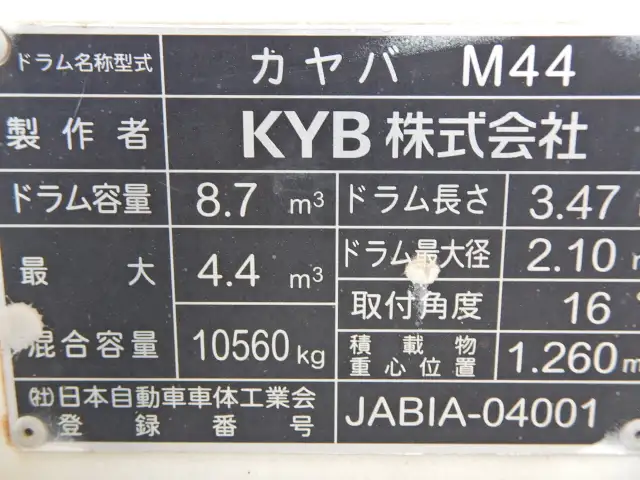 ドラム名称型式 カヤバ M44
製作者 KYB 株式会社
ドラム容量 8.7 m³ ドラム長さ 3.47
最大 4.4 m³ ドラム最大径 2.10
取付角度 16
混合容量 10560 kg 積載物
重心位置 1.260 m
㈳日本自動車車体工業会
登録番号 JABIA-04001